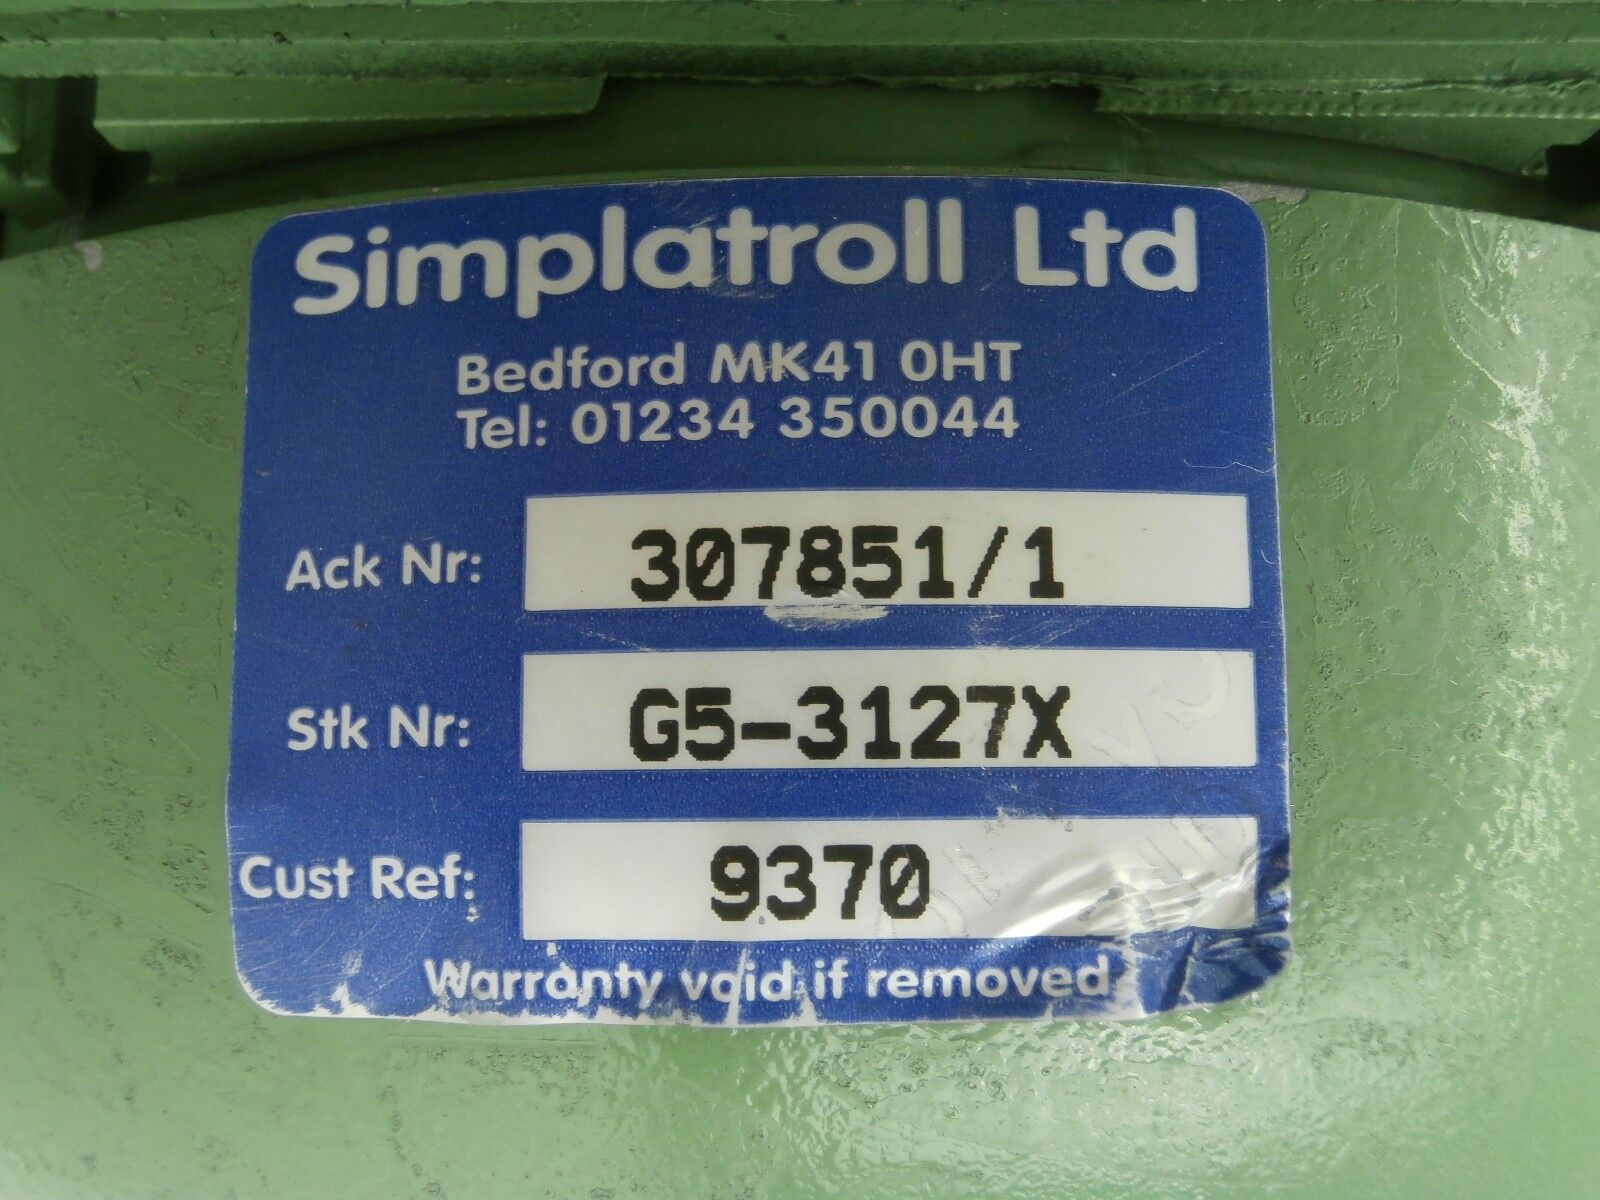 Simplatroll Ltd
Bedford MK41 0HT
Tel: 01234 350044
Ack Nr: 307851/1
Stk Nr: G5-3127X
Cust Ref: 9370
Warranty void if removed